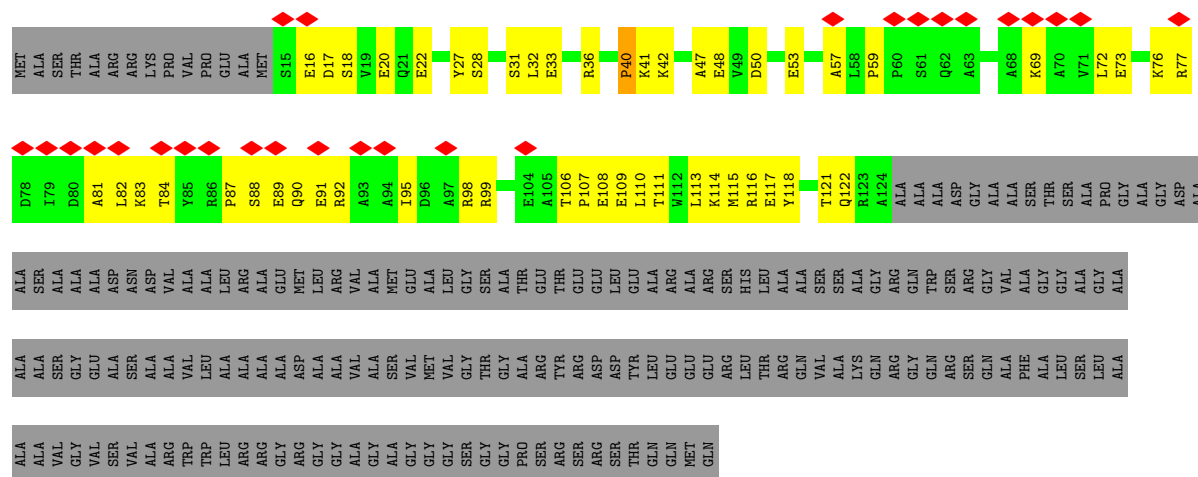 MET ALA SER THR ALA ARG ARG LYS PRO VAL PRO GLU ALA MET S15 E16 D17 S18 V19 E20 Q21 E22 Y27 S28 S31 L32 E33 R36 P40 K41 K42 A47 E48 V49 D50 E53 A57 L58 P59 P60 S61 Q62 A63 A68 K69 A70 V71 L72 E73 K76 R77
D78 I79 D80 A81 L82 K83 T84 Y85 R86 P87 S88 E89 Q90 E91 R92 A93 A94 I95 D96 A97 R98 R99 E104 A105 T106 P107 E108 E109 L110 T111 W112 L113 K114 M115 R116 E117 Y118 T121 Q122 R123 A124 ALA ALA ALA ASP GLY ALA ALA SER THR SER ALA PRO GLY ALA GLY ASP ALA
ALA SER ALA ALA ALA ASP ASN ASP VAL ALA ALA LEU ARG ALA GLU MET LEU ARG VAL ALA MET GLU ALA LEU GLY SER ALA THR GLU THR GLU GLU LEU GLU ALA ARG ALA ARG SER HIS LEU ALA ALA SER SER ALA GLY ARG GLN TRP SER ARG GLY VAL ALA GLY GLY ALA GLY ALA
ALA ALA SER GLY GLU ALA SER ALA ALA VAL LEU ALA ALA ALA ALA ASP ALA ALA VAL ALA SER VAL MET VAL GLY THR GLY ALA ARG TYR ARG ASP ASP TYR LEU GLU GLU GLU ARG LEU THR ARG GLN VAL ALA LYS GLN ARG GLY GLN ARG SER GLN ALA PHE ALA LEU SER LEU ALA
ALA ALA VAL GLY VAL SER VAL ALA ARG TRP TRP LEU ARG ARG GLY ARG GLY GLY ALA GLY ALA GLY GLY GLY SER GLY GLY PRO SER ARG SER ARG SER THR GLN GLN MET GLN